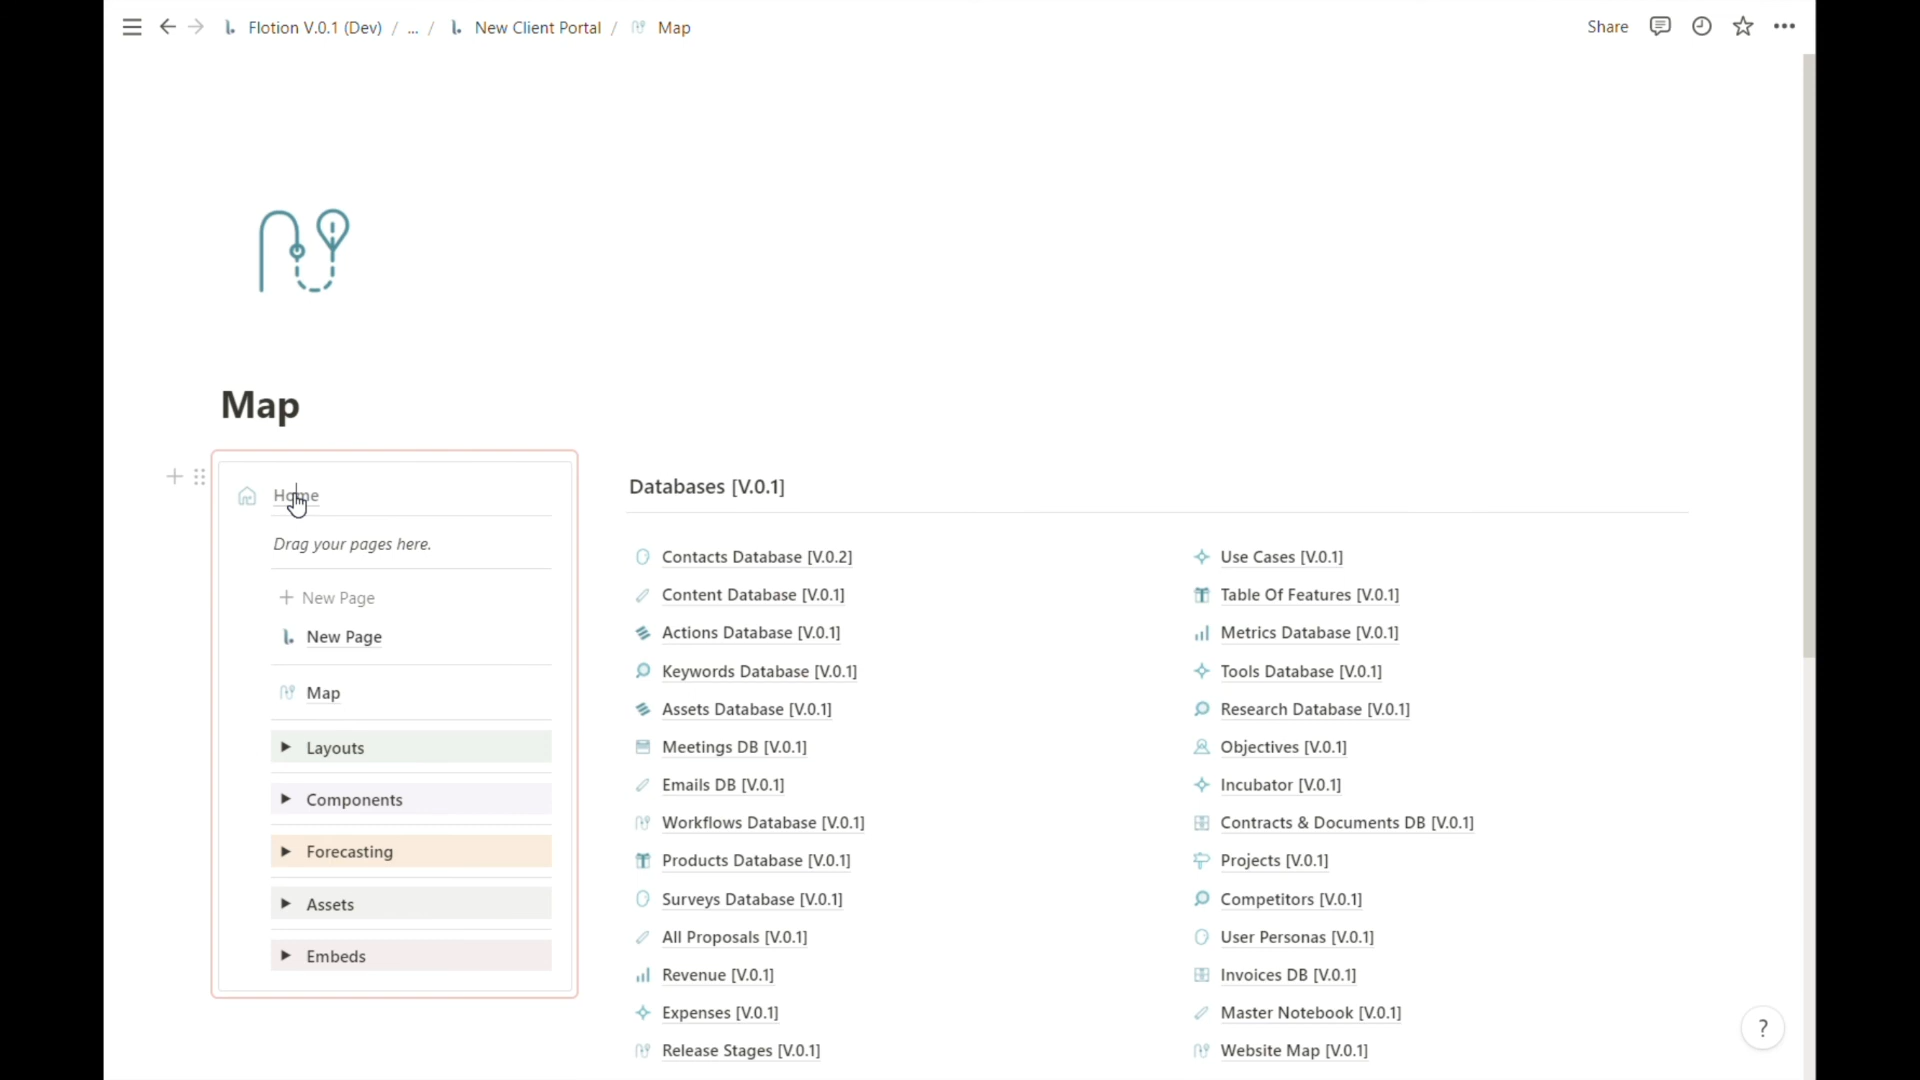 Flotion V.0.1 (Dev) / ... / New Client Portal / Map
Share
Map
Home
Drag your pages here.
+ New Page
New Page
Map
Layouts
Components
Forecasting
Assets
Embeds
Databases [V.0.1]
Contacts Database [V.0.2]
Content Database [V.0.1]
Actions Database [V.0.1]
Keywords Database [V.0.1]
Assets Database [V.0.1]
Meetings DB [V.0.1]
Emails DB [V.0.1]
Workflows Database [V.0.1]
Products Database [V.0.1]
Surveys Database [V.0.1]
All Proposals [V.0.1]
Revenue [V.0.1]
Expenses [V.0.1]
Release Stages [V.0.1]
Use Cases [V.0.1]
Table Of Features [V.0.1]
Metrics Database [V.0.1]
Tools Database [V.0.1]
Research Database [V.0.1]
Objectives [V.0.1]
Incubator [V.0.1]
Contracts & Documents DB [V.0.1]
Projects [V.0.1]
Competitors [V.0.1]
User Personas [V.0.1]
Invoices DB [V.0.1]
Master Notebook [V.0.1]
Website Map [V.0.1]
?